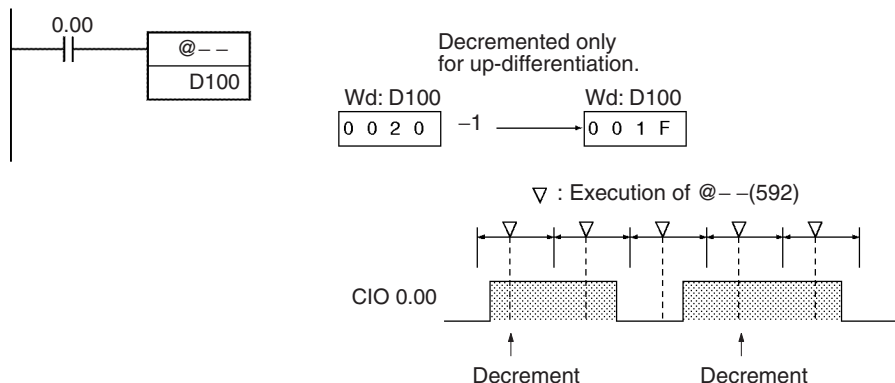 0.00
@– –
D100
Decremented only
for up-differentiation.
Wd: D100
Wd: D100
0 0 2 0 –1 0 0 1 F
▽ : Execution of @– –(592)
CIO 0.00
Decrement
Decrement